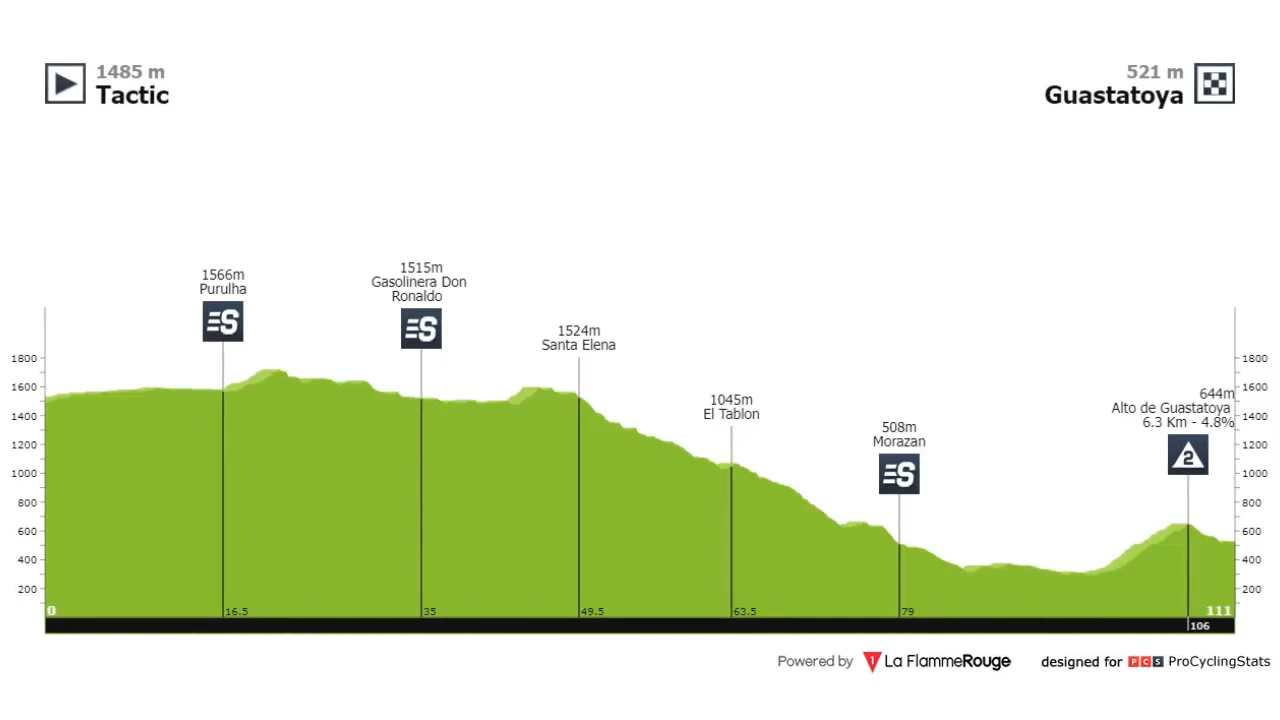 1485 m
Tactic
521 m
Guastatoya
1566m
Purulha
S
1515m
Gasolinera Don
Ronaldo
S
1524m
Santa Elena
1045m
El Tablon
508m
Morazan
S
644m
Alto de Guastatoya
6.3 Km - 4.8%
2
1800
1600
1400
1200
1000
800
600
400
200
1800
1600
1400
1200
1000
800
600
400
200
0
16.5
35
49.5
63.5
79
111
106
Powered by 1 La FlammeRouge designed for PCS ProCyclingStats